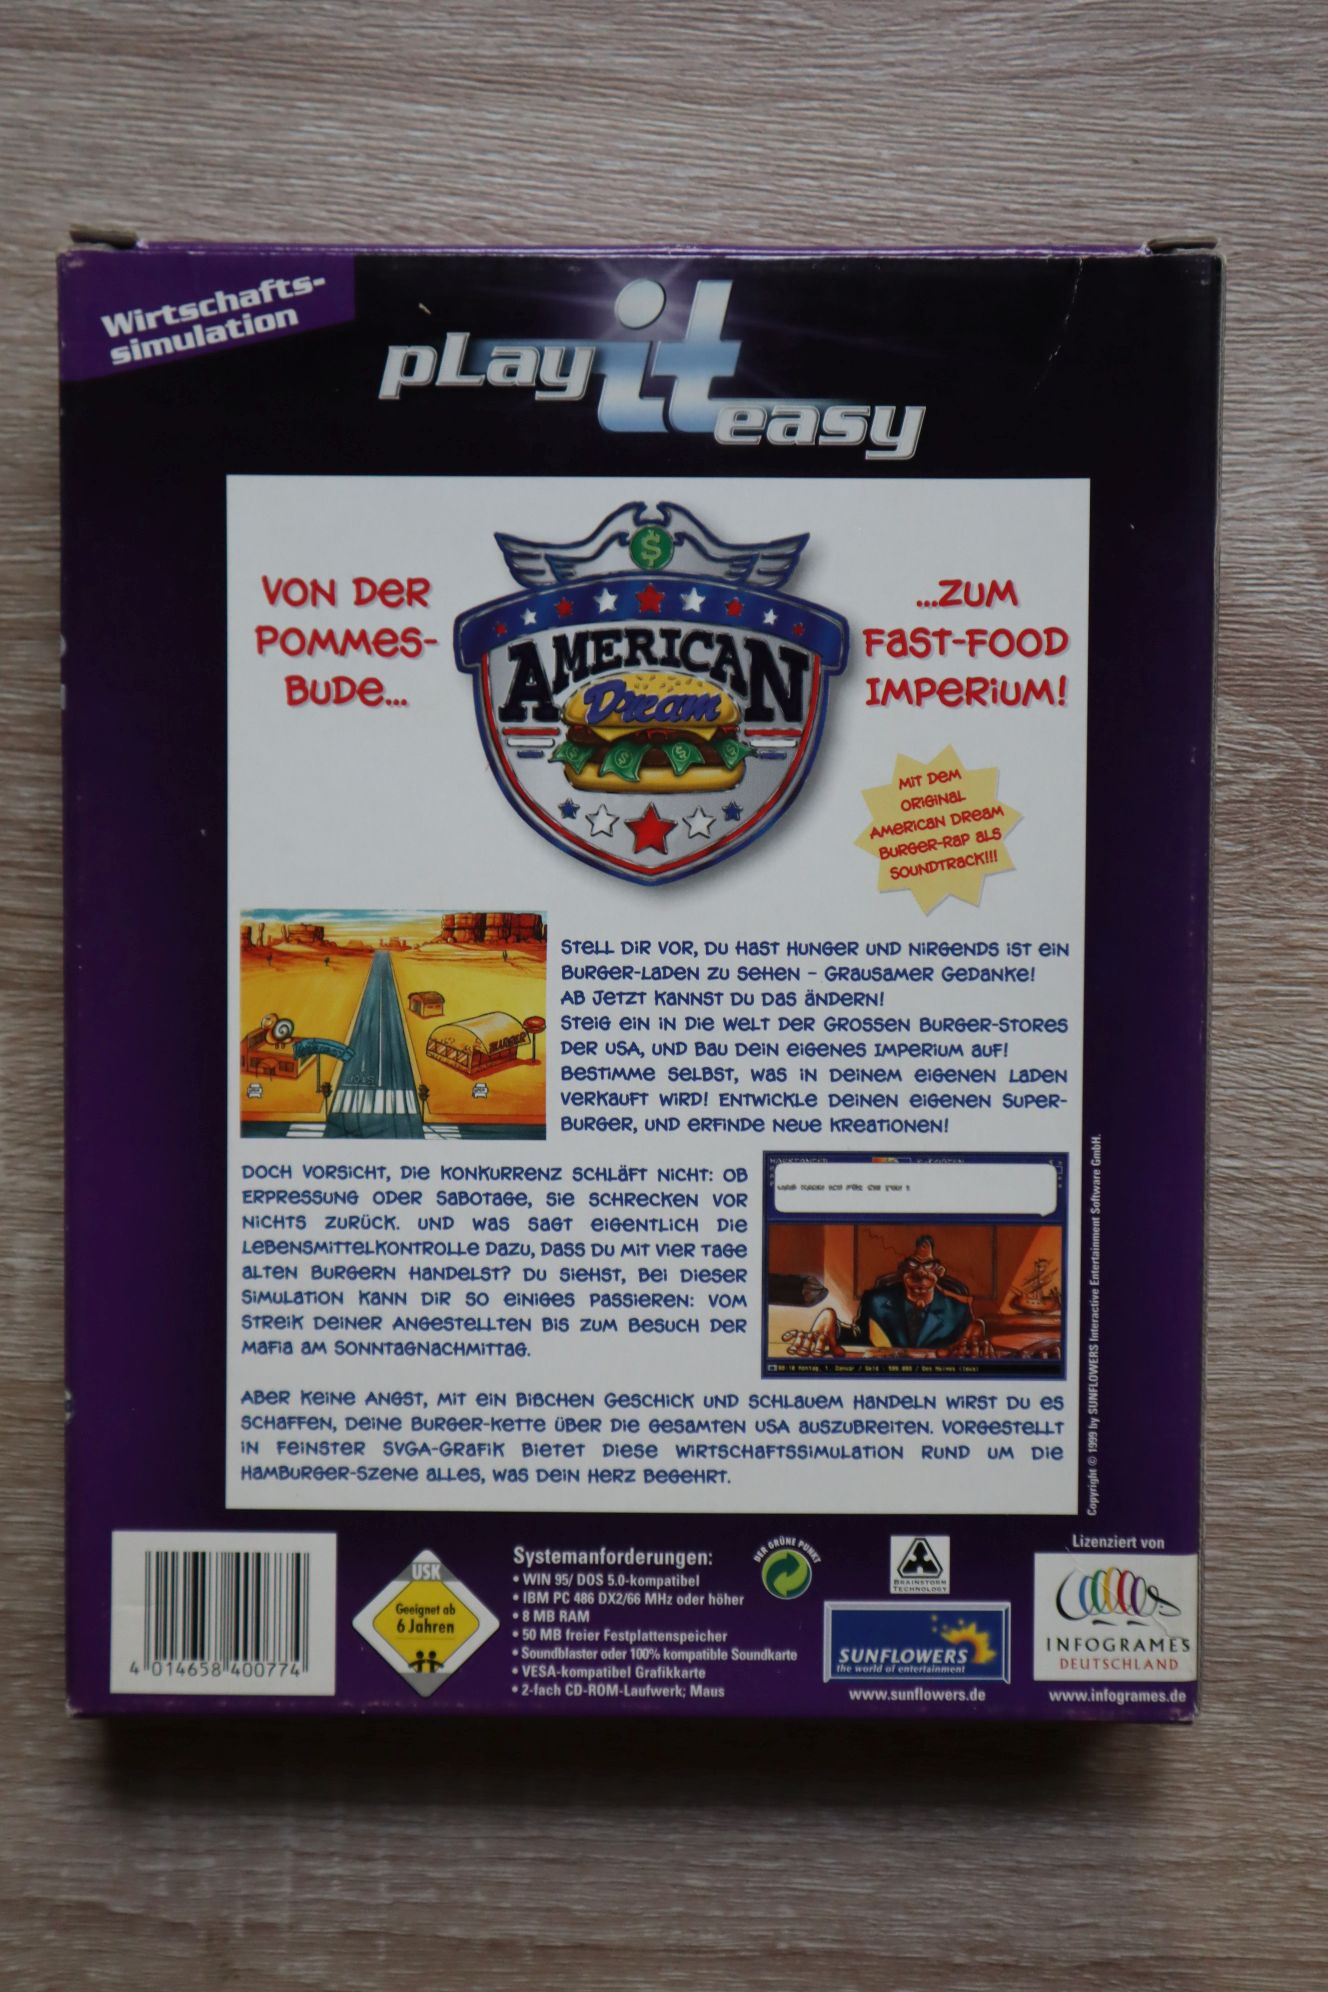 Wirtschafts-
simulation
pLay it easy
VON DER
POMMES-
BUDE...
AMERICAN
Dream
...ZUM
FAST-FOOD
IMPERIUM!
MIT DEM
ORIGINAL
AMERICAN DREAM
BURGER-RAP ALS
SOUNDTRACK!!!
STELL DIR VOR, DU HAST HUNGER UND NIRGENDS IST EIN
BURGER-LADEN ZU SEHEN – GRAUSAMER GEDANKE!
AB JETZT KANNST DU DAS ÄNDERN!
STEIG EIN IN DIE WELT DER GROSSEN BURGER-STORES
DER USA, UND BAU DEIN EIGENES IMPERIUM AUF!
BESTIMME SELBST, WAS IN DEINEM EIGENEN LADEN
VERKAUFT WIRD! ENTWICKLE DEINEN EIGENEN SUPER-
BURGER, UND ERFINDE NEUE KREATIONEN!
BURGER
DOCH VORSICHT, DIE KONKURRENZ SCHLÄFT NICHT: OB
ERPRESSUNG ODER SABOTAGE, SIE SCHRECKEN VOR
NICHTS ZURÜCK. UND WAS SAGT EIGENTLICH DIE
LEBENSMITTELKONTROLLE DAZU, DASS DU MIT VIER TAGE
ALTEN BURGERN HANDELST? DU SIEHST, BEI DIESER
SIMULATION KANN DIR SO EINIGES PASSIEREN: VOM
STREIK DEINER ANGESTELLTEN BIS ZUM BESUCH DER
MAFIA AM SONNTAGNACHMITTAG.
ABER KEINE ANGST, MIT EIN BIßCHEN GESCHICK UND SCHLAUEM HANDELN WIRST DU ES
SCHAFFEN, DEINE BURGER-KETTE ÜBER DIE GESAMTEN USA AUSZUBREITEN. VORGESTELLT
IN FEINSTER SVGA-GRAFIK BIETET DIESE WIRTSCHAFTSSIMULATION RUND UM DIE
HAMBURGER-SZENE ALLES, WAS DEIN HERZ BEGEHRT.
Copyright © 1999 by SUNFLOWERS Interactive Entertainment Software GmbH.
4 014658 400774
USK
Geeignet ab
6 Jahren
Systemanforderungen:
• WIN 95/ DOS 5.0-kompatibel
• IBM PC 486 DX2/66 MHz oder höher
• 8 MB RAM
• 50 MB freier Festplattenspeicher
• Soundblaster oder 100% kompatible Soundkarte
• VESA-kompatibel Grafikkarte
• 2-fach CD-ROM-Laufwerk; Maus
DER GRÜNE PUNKT
BRAINSTORM
TECHNOLOGY
SUNFLOWERS
the world of entertainment
www.sunflowers.de
Lizenziert von
INFOGRAMES
DEUTSCHLAND
www.infogrames.de